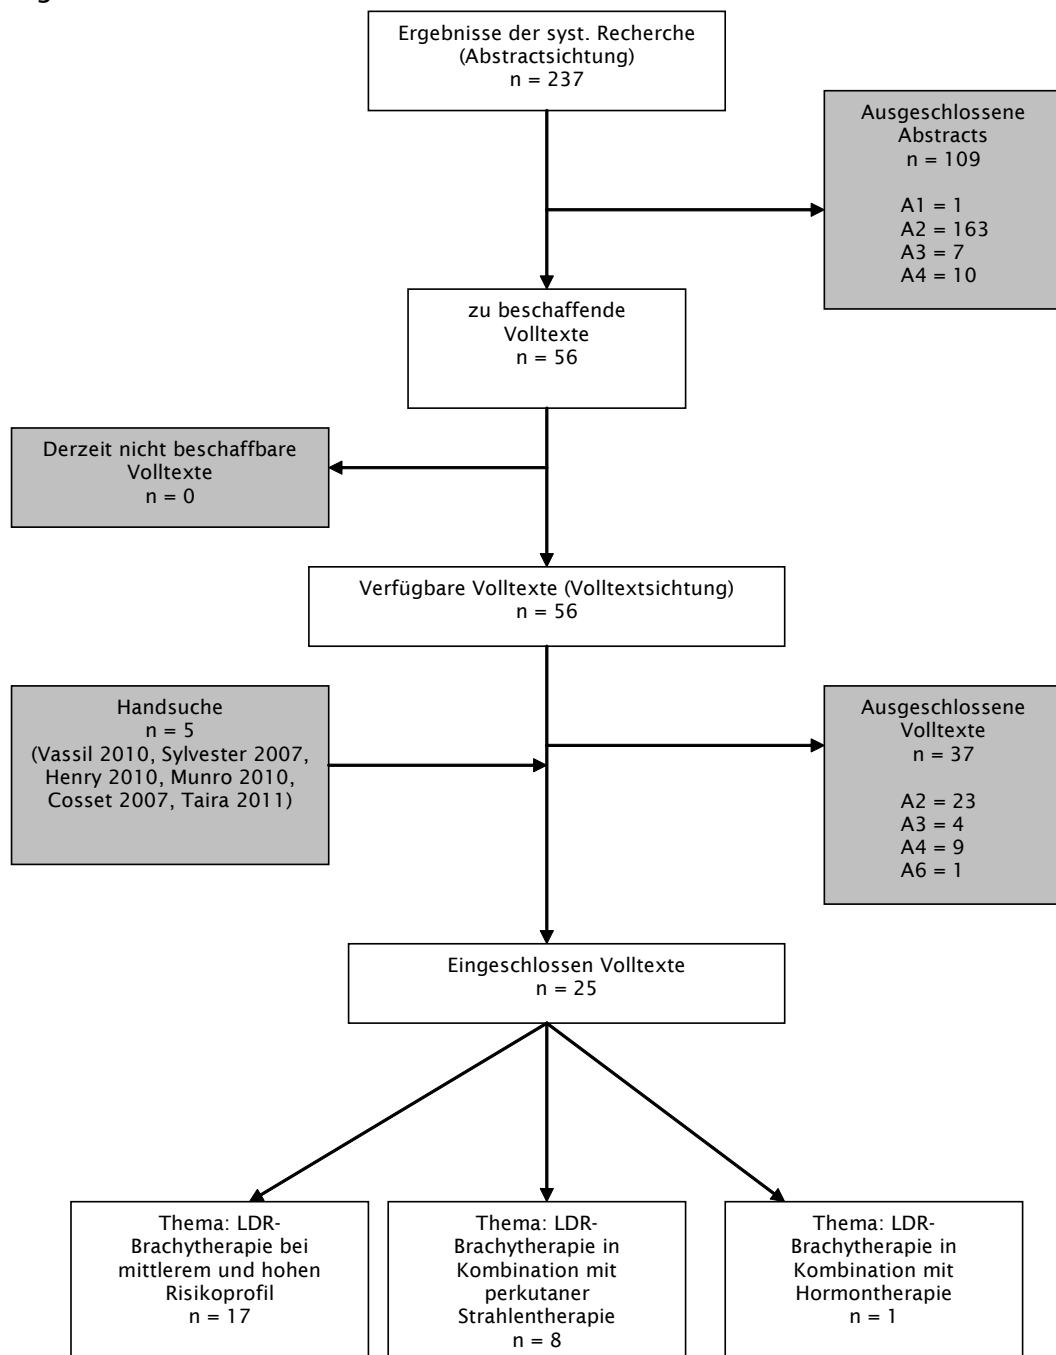 Ergebnisse der syst. Recherche
(Abstractsichtung)
n = 237
Ausgeschlossene
Abstracts
n = 109
A1 = 1
A2 = 163
A3 = 7
A4 = 10
zu beschaffende
Volltexte
n = 56
Derzeit nicht beschaffbare
Volltexte
n = 0
Verfügbare Volltexte (Volltextsichtung)
n = 56
Handsuche
n = 5
(Vassil 2010, Sylvester 2007,
Henry 2010, Munro 2010,
Cosset 2007, Taira 2011)
Ausgeschlossene
Volltexte
n = 37
A2 = 23
A3 = 4
A4 = 9
A6 = 1
Eingeschlossen Volltexte
n = 25
Thema: LDR-
Brachytherapie bei
mittlerem und hohen
Risikoprofil
n = 17
Thema: LDR-
Brachytherapie in
Kombination mit
perkutaner
Strahlentherapie
n = 8
Thema: LDR-
Brachytherapie in
Kombination mit
Hormontherapie
n = 1